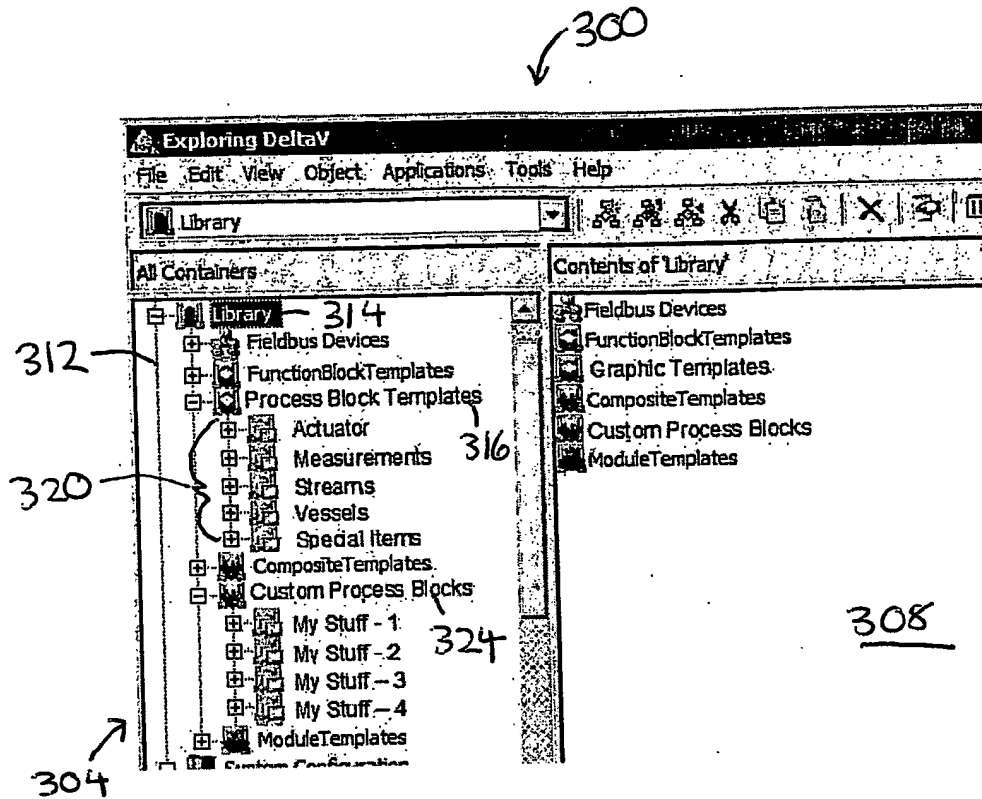 300
Exploring DeltaV
File Edit View Object Applications Tools Help
Library
All Containers
Contents of 'Library'
Library 314
312
Fieldbus Devices
FunctionBlockTemplates
Process Block Templates
316
Actuator
Measurements
Streams
320
Vessels
Special Items
CompositeTemplates
Custom Process Blocks
324
My Stuff - 1
My Stuff - 2
My Stuff - 3
My Stuff - 4
ModuleTemplates
System Configuration
304
Fieldbus Devices
FunctionBlockTemplates
Graphic Templates
CompositeTemplates
Custom Process Blocks
ModuleTemplates
308